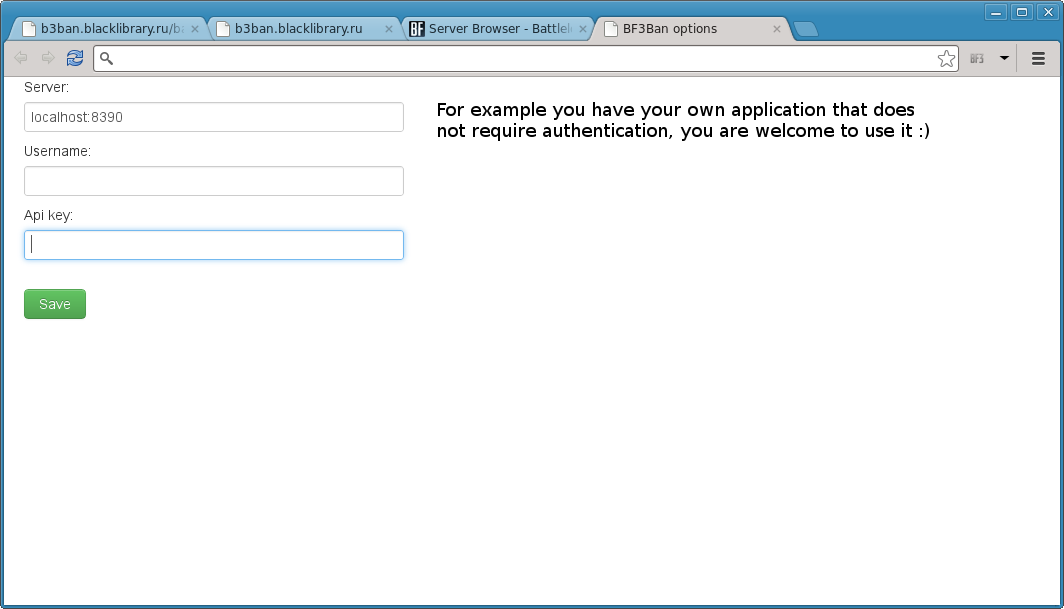 b3ban.blacklibrary.ru/ba
b3ban.blacklibrary.ru
BF Server Browser - Battlel
BF3Ban options
BF3
Server:
localhost:8390
Username:
Api key:
Save
For example you have your own application that does
not require authentication, you are welcome to use it :)